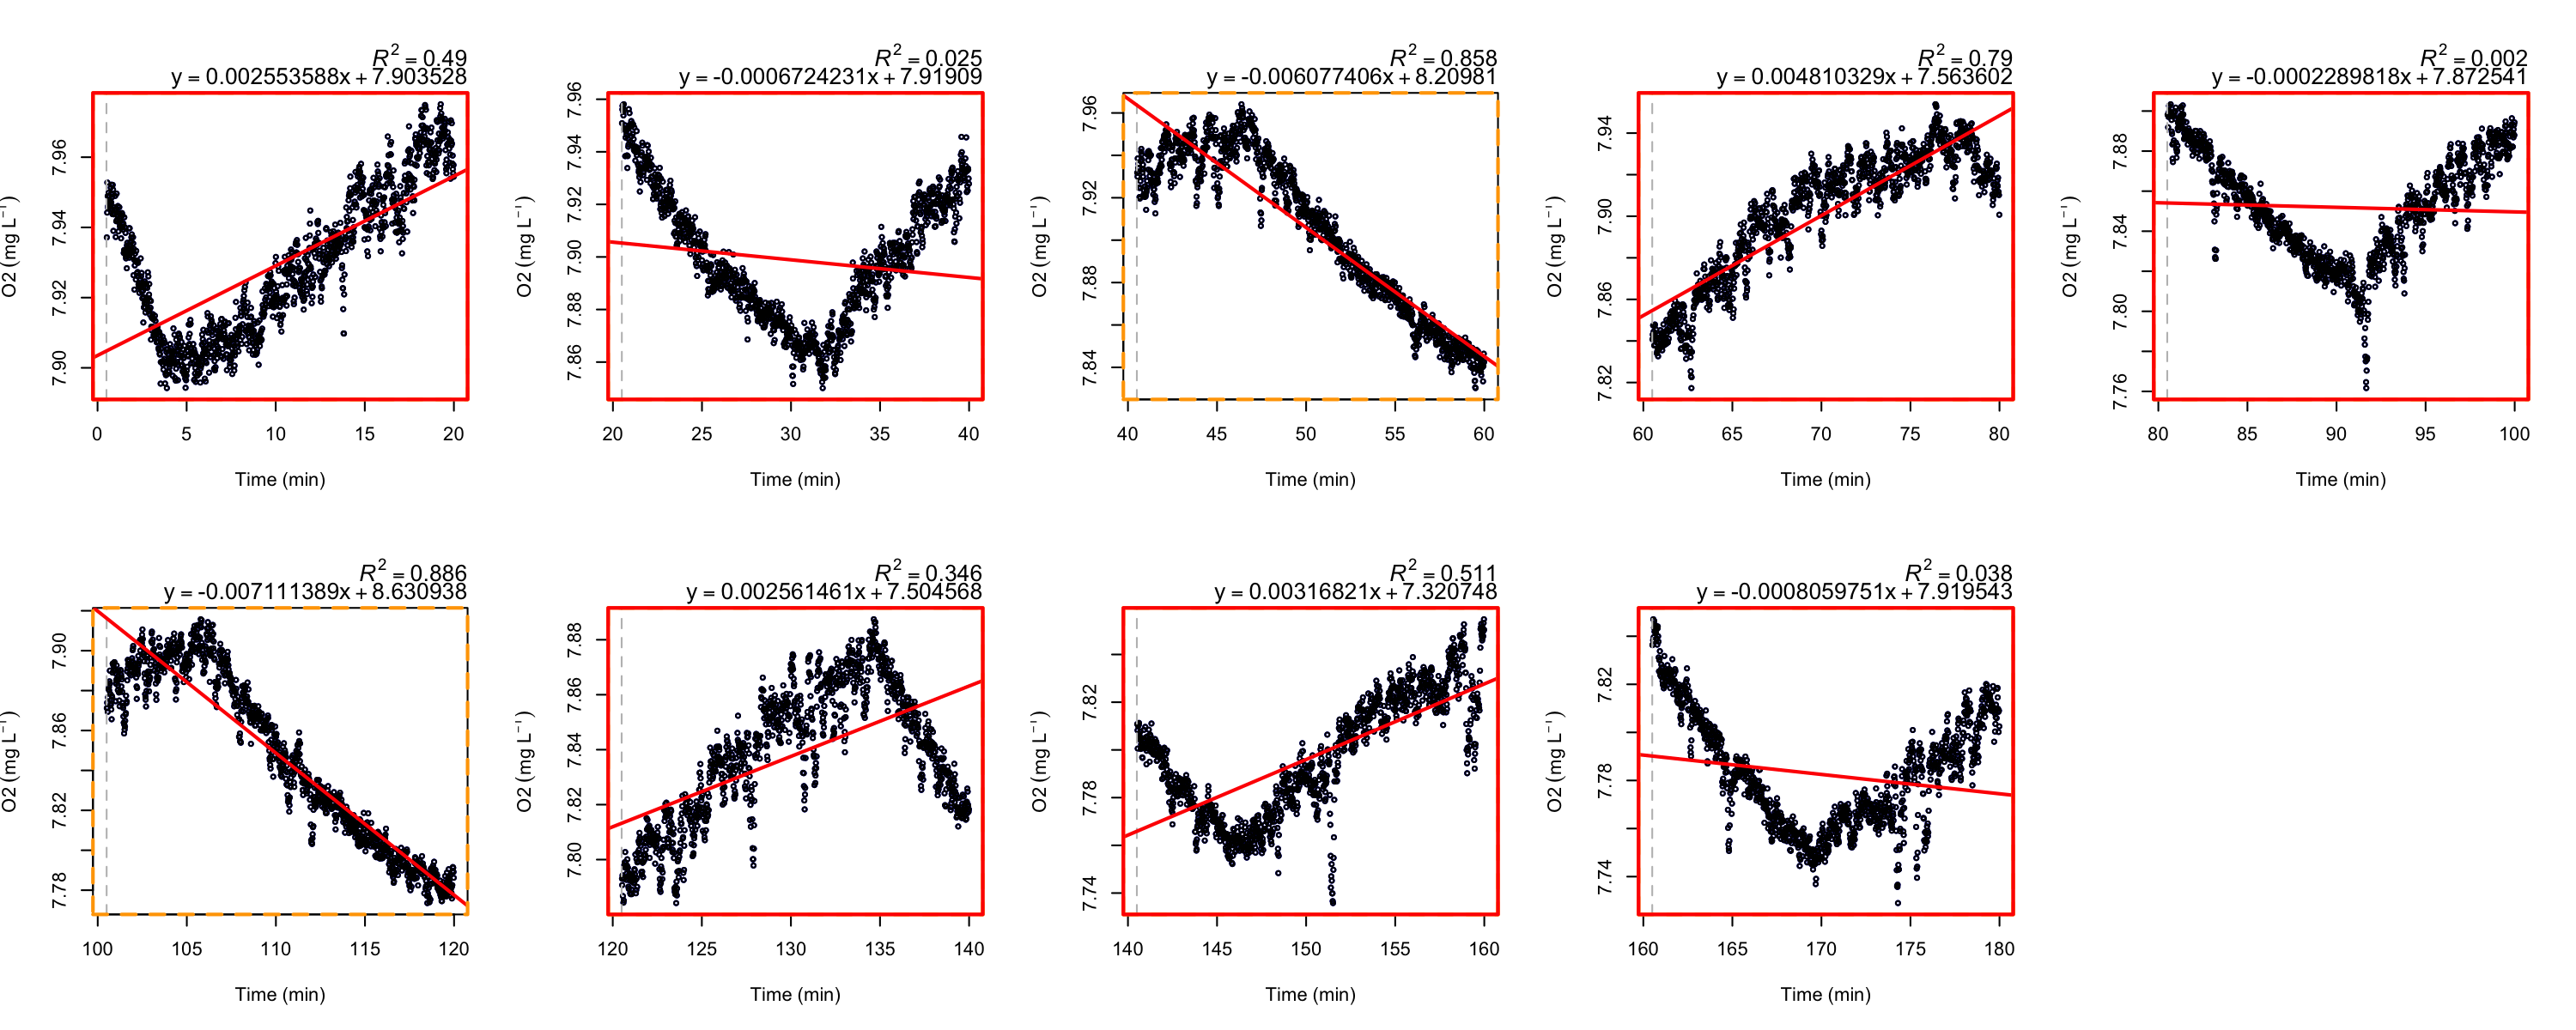 R2 = 0.49
y = 0.002553588x + 7.903528
O2 (mg L−1)
7.90 7.92 7.94 7.96
0 5 10 15 20
Time (min)
R2 = 0.025
y = -0.0006724231x + 7.91909
O2 (mg L−1)
7.86 7.88 7.90 7.92 7.94 7.96
20 25 30 35 40
Time (min)
R2 = 0.858
y = -0.006077406x + 8.20981
O2 (mg L−1)
7.84 7.88 7.92 7.96
40 45 50 55 60
Time (min)
R2 = 0.79
y = 0.004810329x + 7.563602
O2 (mg L−1)
7.82 7.86 7.90 7.94
60 65 70 75 80
Time (min)
R2 = 0.002
y = -0.0002289818x + 7.872541
O2 (mg L−1)
7.76 7.80 7.84 7.88
80 85 90 95 100
Time (min)
R2 = 0.886
y = -0.007111389x + 8.630938
O2 (mg L−1)
7.78 7.82 7.86 7.90
100 105 110 115 120
Time (min)
R2 = 0.346
y = 0.002561461x + 7.504568
O2 (mg L−1)
7.80 7.82 7.84 7.86 7.88
120 125 130 135 140
Time (min)
R2 = 0.511
y = 0.00316821x + 7.320748
O2 (mg L−1)
7.74 7.78 7.82
140 145 150 155 160
Time (min)
R2 = 0.038
y = -0.0008059751x + 7.919543
O2 (mg L−1)
7.74 7.78 7.82
160 165 170 175 180
Time (min)